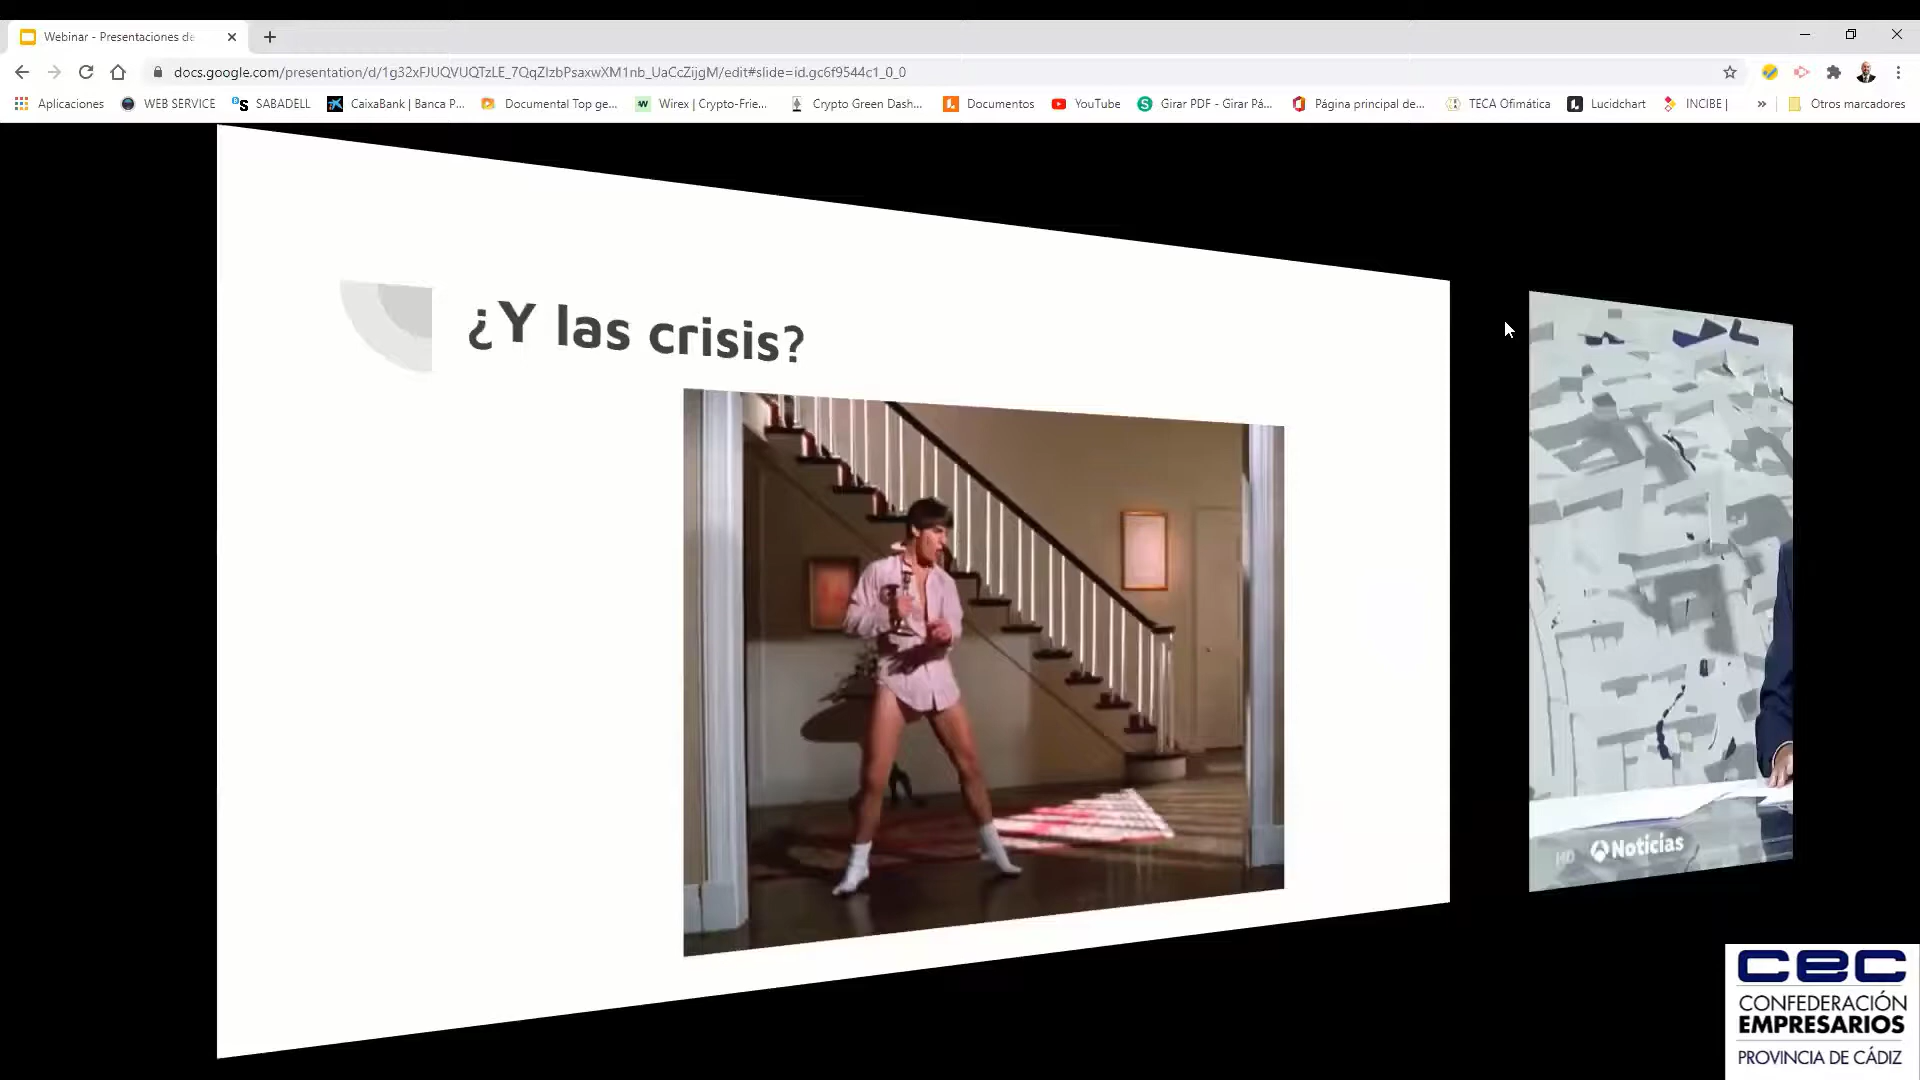 Webinar - Presentaciones de
docs.google.com/presentation/d/1g32xFJUQVUQTzLE_7QqZIzbPsaxwXM1nb_UaCcZijgM/edit#slide=id.gc6f9544c1_0_0
Aplicaciones WEB SERVICE SABADELL CaixaBank | Banca P... Documental Top ge... Wirex | Crypto-Frie... Crypto Green Dash... Documentos YouTube Girar PDF - Girar Pá... Página principal de... TECA Ofimática Lucidchart INCIBE | » Otros marcadores
¿Y las crisis?
HD Noticias
cec
CONFEDERACIÓN
EMPRESARIOS
PROVINCIA DE CÁDIZ